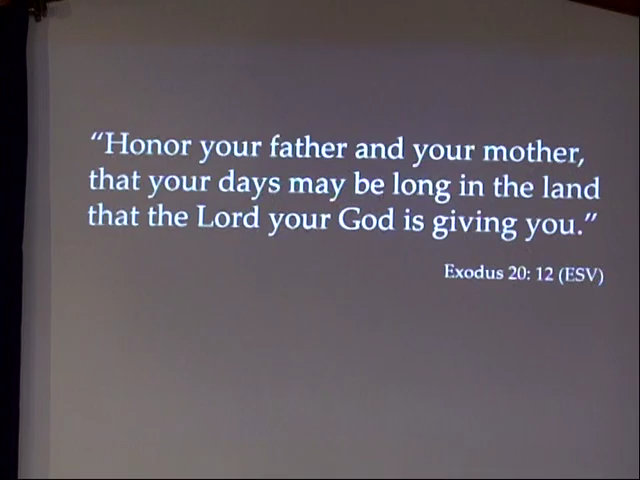 “Honor your father and your mother,
that your days may be long in the land
that the Lord your God is giving you.”
Exodus 20: 12 (ESV)